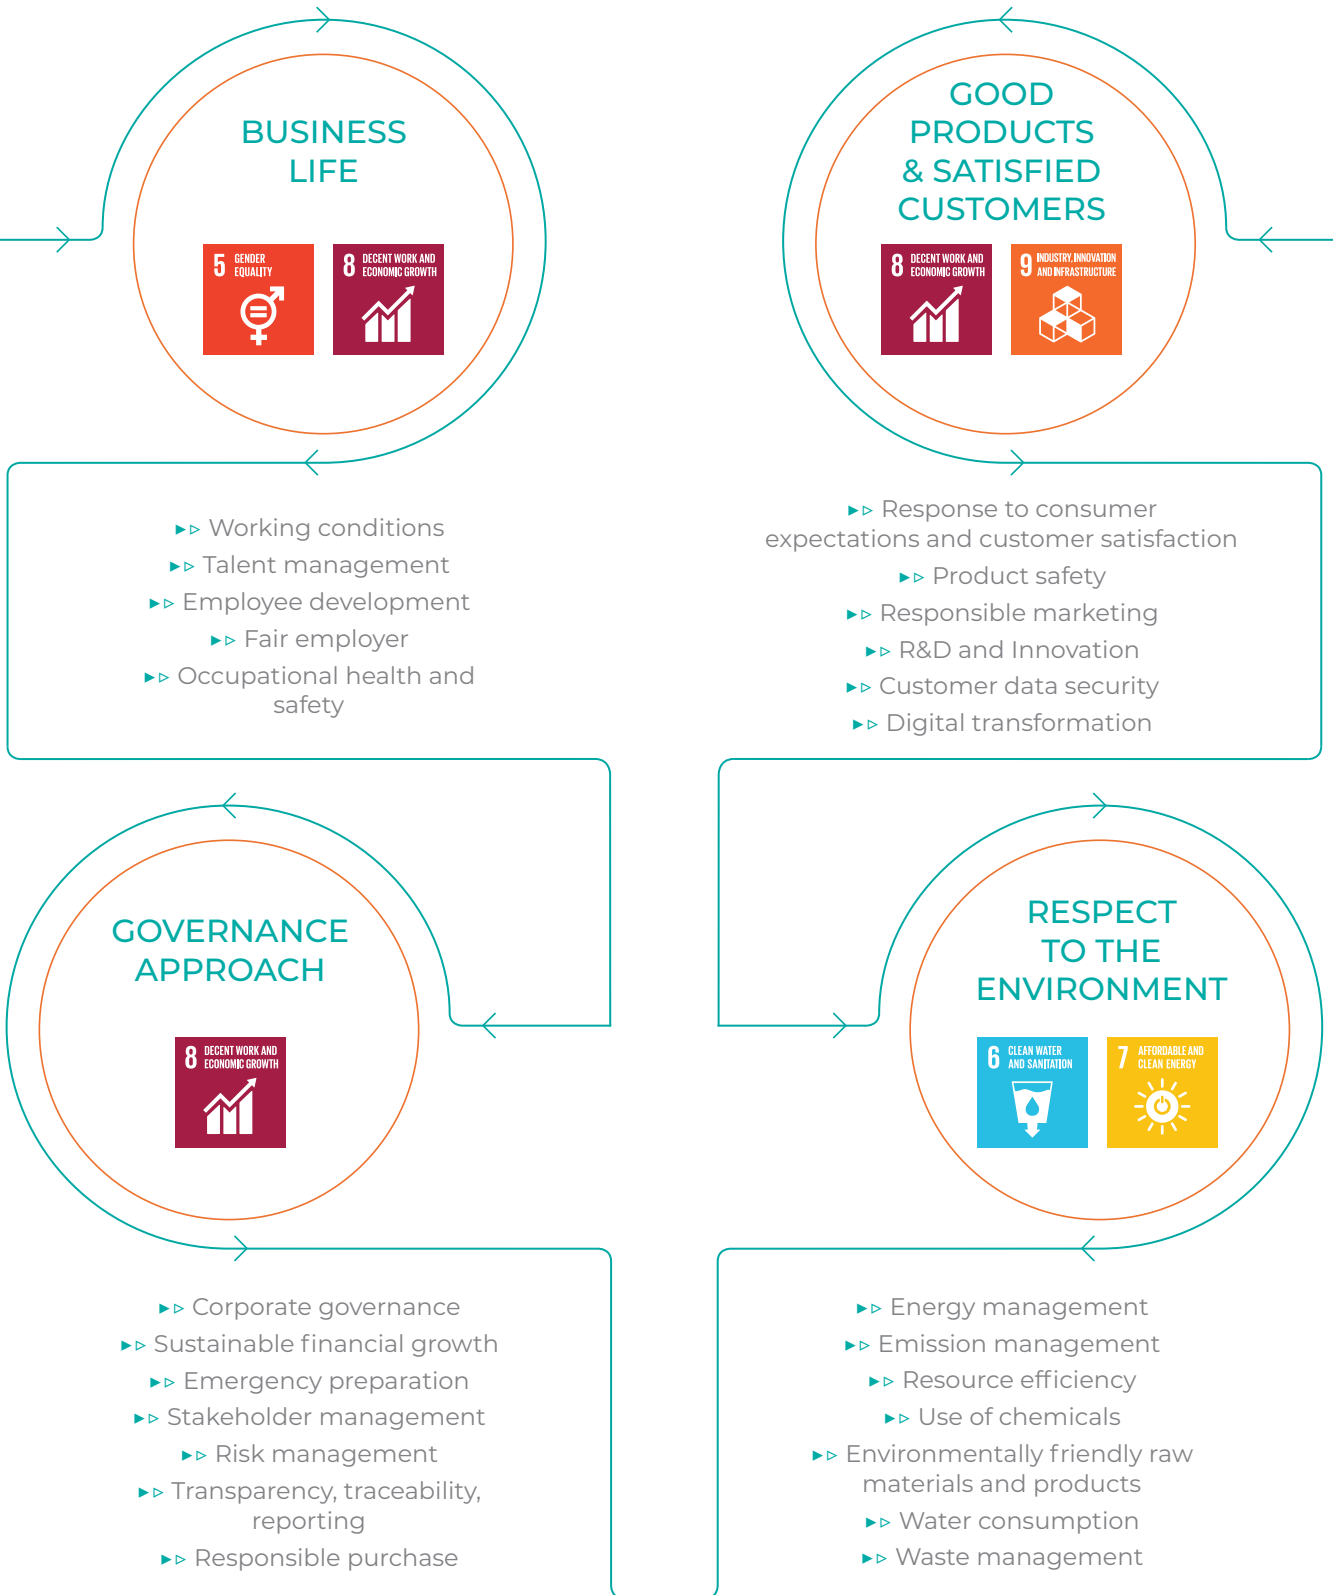 BUSINESS
LIFE
5 GENDER
EQUALITY
8 DECENT WORK AND
ECONOMIC GROWTH
▸▹ Working conditions
▸▹ Talent management
▸▹ Employee development
▸▹ Fair employer
▸▹ Occupational health and
safety
GOOD
PRODUCTS
& SATISFIED
CUSTOMERS
8 DECENT WORK AND
ECONOMIC GROWTH
9 INDUSTRY, INNOVATION
AND INFRASTRUCTURE
▸▹ Response to consumer
expectations and customer satisfaction
▸▹ Product safety
▸▹ Responsible marketing
▸▹ R&D and Innovation
▸▹ Customer data security
▸▹ Digital transformation
GOVERNANCE
APPROACH
8 DECENT WORK AND
ECONOMIC GROWTH
▸▹ Corporate governance
▸▹ Sustainable financial growth
▸▹ Emergency preparation
▸▹ Stakeholder management
▸▹ Risk management
▸▹ Transparency, traceability,
reporting
▸▹ Responsible purchase
RESPECT
TO THE
ENVIRONMENT
6 CLEAN WATER
AND SANITATION
7 AFFORDABLE AND
CLEAN ENERGY
▸▹ Energy management
▸▹ Emission management
▸▹ Resource efficiency
▸▹ Use of chemicals
▸▹ Environmentally friendly raw
materials and products
▸▹ Water consumption
▸▹ Waste management